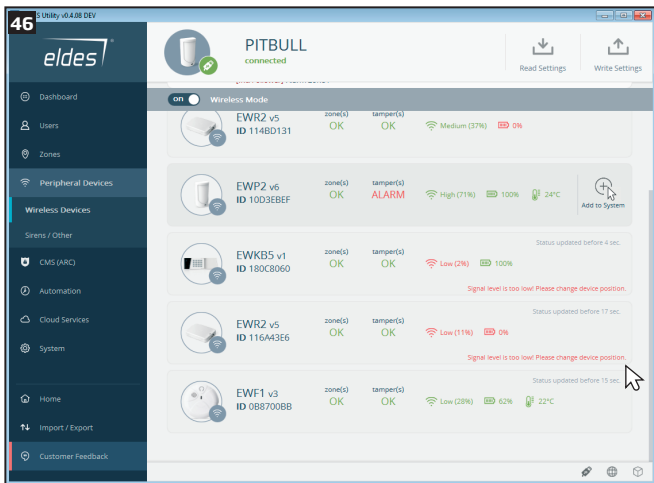 46
S Utility v0.4.08 DEV
eldes
PITBULL
connected
Read Settings
Write Settings
Dashboard
Users
Zones
Peripheral Devices
Wireless Devices
Sirens / Other
CMS (ARC)
Automation
Cloud Services
System
Home
Import / Export
Customer Feedback
on Wireless Mode
EWR2 v5
ID 114BD131
zone(s)
OK
tamper(s)
OK
Medium (37%)
0%
EWP2 v6
ID 10D3EBEF
zone(s)
OK
tamper(s)
ALARM
High (71%)
100%
24°C
Add to System
Status updated before 4 sec.
EWKB5 v1
ID 180C8060
zone(s)
OK
tamper(s)
OK
Low (2%)
100%
Signal level is too low! Please change device position.
Status updated before 17 sec.
EWR2 v5
ID 116A43E6
zone(s)
OK
tamper(s)
OK
Low (11%)
0%
Signal level is too low! Please change device position.
Status updated before 15 sec.
EWF1 v3
ID 0B8700BB
zone(s)
OK
tamper(s)
OK
Low (28%)
62%
22°C